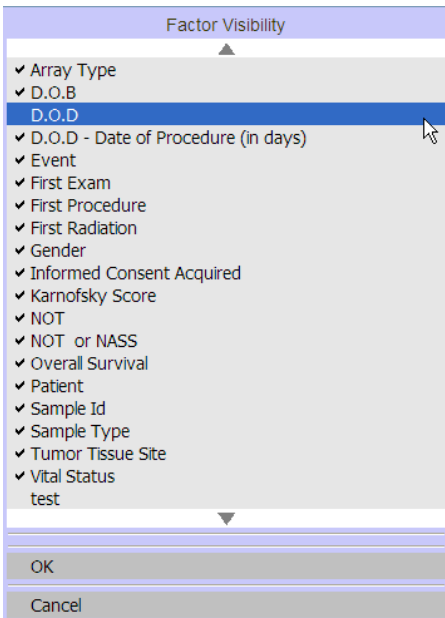 Factor Visibility
Array Type
D.O.B
D.O.D
D.O.D - Date of Procedure (in days)
Event
First Exam
First Procedure
First Radiation
Gender
Informed Consent Acquired
Karnofsky Score
NOT
NOT or NASS
Overall Survival
Patient
Sample Id
Sample Type
Tumor Tissue Site
Vital Status
test
OK
Cancel